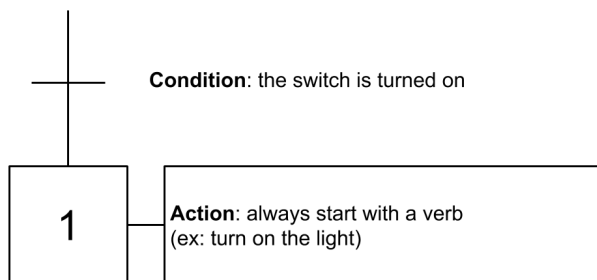 Condition: the switch is turned on
1
Action: always start with a verb
(ex: turn on the light)